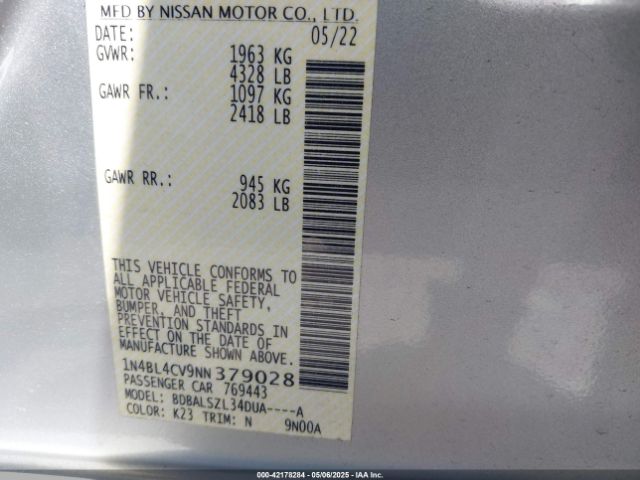 MFD BY NISSAN MOTOR CO., LTD.
DATE: 05/22
GVWR: 1963 KG
4328 LB
GAWR FR.: 1097 KG
2418 LB
GAWR RR.: 945 KG
2083 LB
THIS VEHICLE CONFORMS TO
ALL APPLICABLE FEDERAL
MOTOR VEHICLE SAFETY,
BUMPER, AND THEFT
PREVENTION STANDARDS IN
EFFECT ON THE DATE OF
MANUFACTURE SHOWN ABOVE.
1N4BL4CV9NN379028
PASSENGER CAR 769443
MODEL: BDBALSZL34DUA----A
COLOR: K23 TRIM: N 9N00A
000-42178284 - 05/06/2025 - IAAI.COM